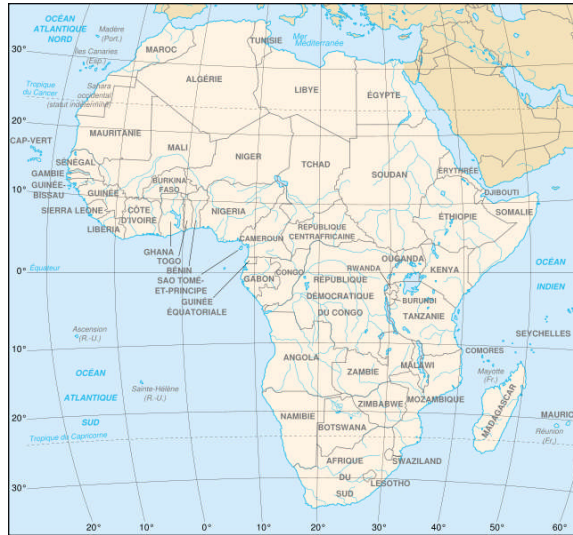 OCÉAN
ATLANTIQUE
NORD
Madère
(Port.)
Îles Canaries
(Esp.)
MAROC
TUNISIE
Mer
Méditerranée
30°
ALGÉRIE
LIBYE
ÉGYPTE
Tropique
du Cancer
Sahara
occidental
(statut indéterminé)
20°
MAURITANIE
CAP-VERT
MALI
NIGER
TCHAD
SOUDAN
ÉRYTHRÉE
SÉNÉGAL
GAMBIE
GUINÉE-
BISSAU
GUINÉE
BURKINA
FASO
DJIBOUTI
10°
SIERRA LEONE
CÔTE
D'IVOIRE
NIGERIA
ÉTHIOPIE
SOMALIE
LIBÉRIA
CAMEROUN
RÉPUBLIQUE
CENTRAFRICAINE
GHANA
TOGO
BÉNIN
SAO TOMÉ-
ET-PRINCIPE
GUINÉE
ÉQUATORIALE
Équateur
0°
GABON
CONGO
RÉPUBLIQUE
DÉMOCRATIQUE
DU CONGO
RWANDA
OUGANDA
KENYA
BURUNDI
TANZANIE
OCÉAN
INDIEN
Ascension
(R.-U.)
SEYCHELLES
10°
OCÉAN
ATLANTIQUE
SUD
Sainte-Hélène
(R.-U.)
ANGOLA
ZAMBIE
MALAWI
COMORES
Mayotte
(Fr.)
MOZAMBIQUE
ZIMBABWE
MADAGASCAR
20°
NAMIBIE
BOTSWANA
MAURIC
Réunion
(Fr.)
Tropique du Capricorne
AFRIQUE
DU
SUD
SWAZILAND
LESOTHO
30°
20°
10°
0°
10°
20°
30°
40°
50°
60°